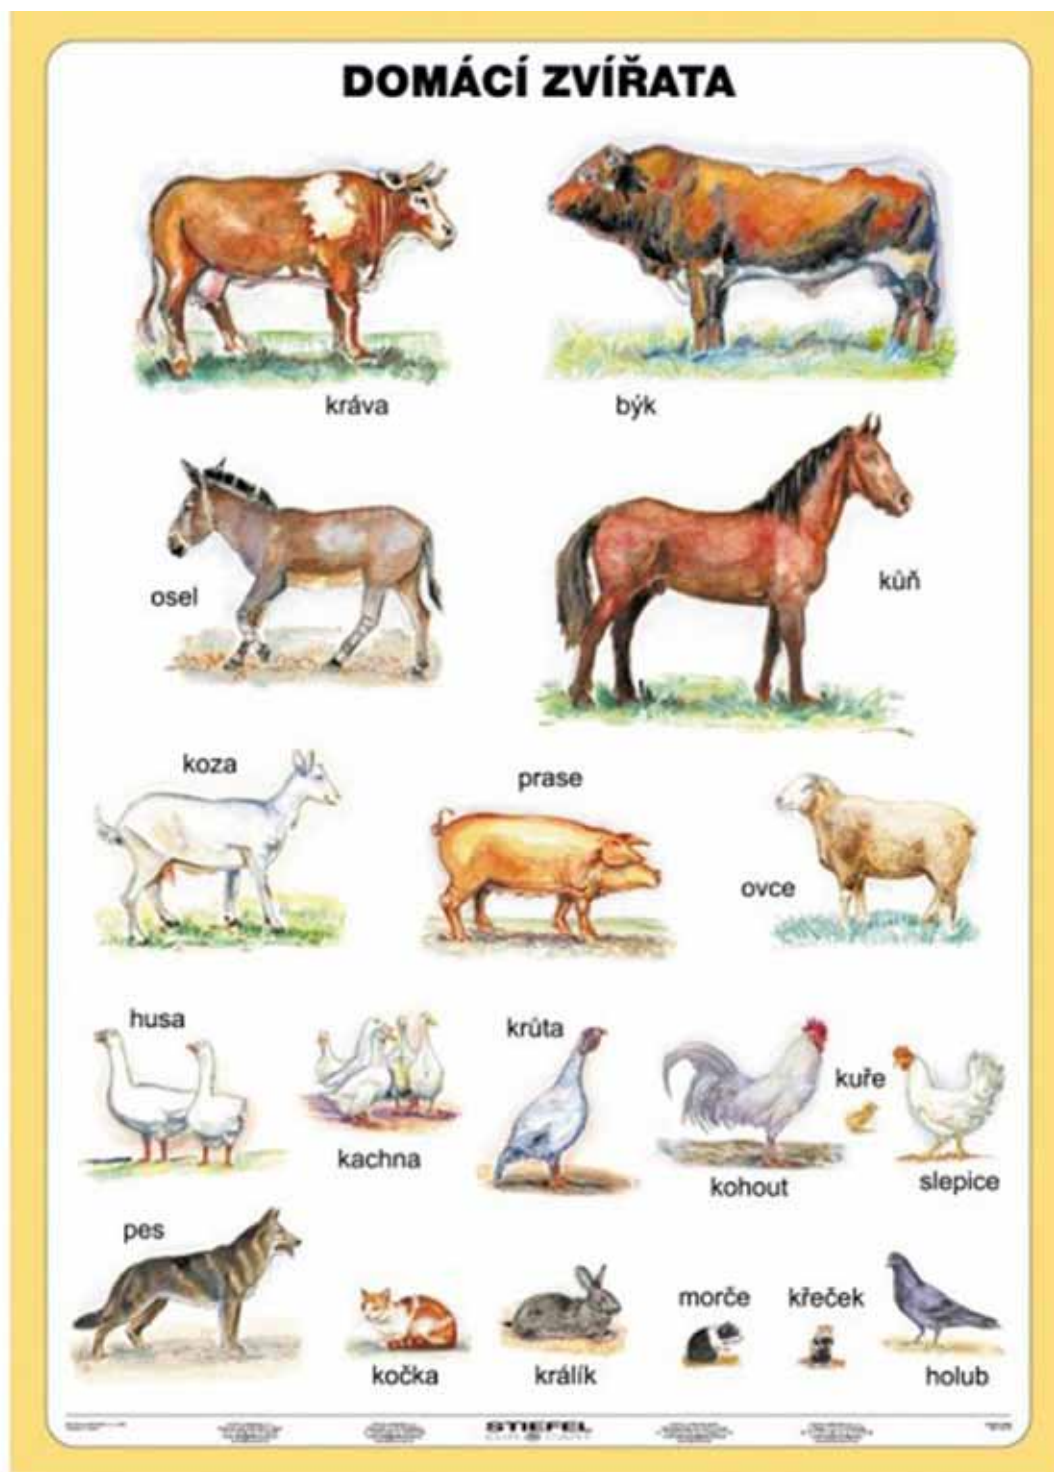 DOMÁCÍ ZVÍŘATA
kráva
býk
osel
kůň
koza
prase
ovce
husa
kachna
krůta
kohout
kuře
slepice
pes
kočka
králík
morče
křeček
holub
STIEFEL